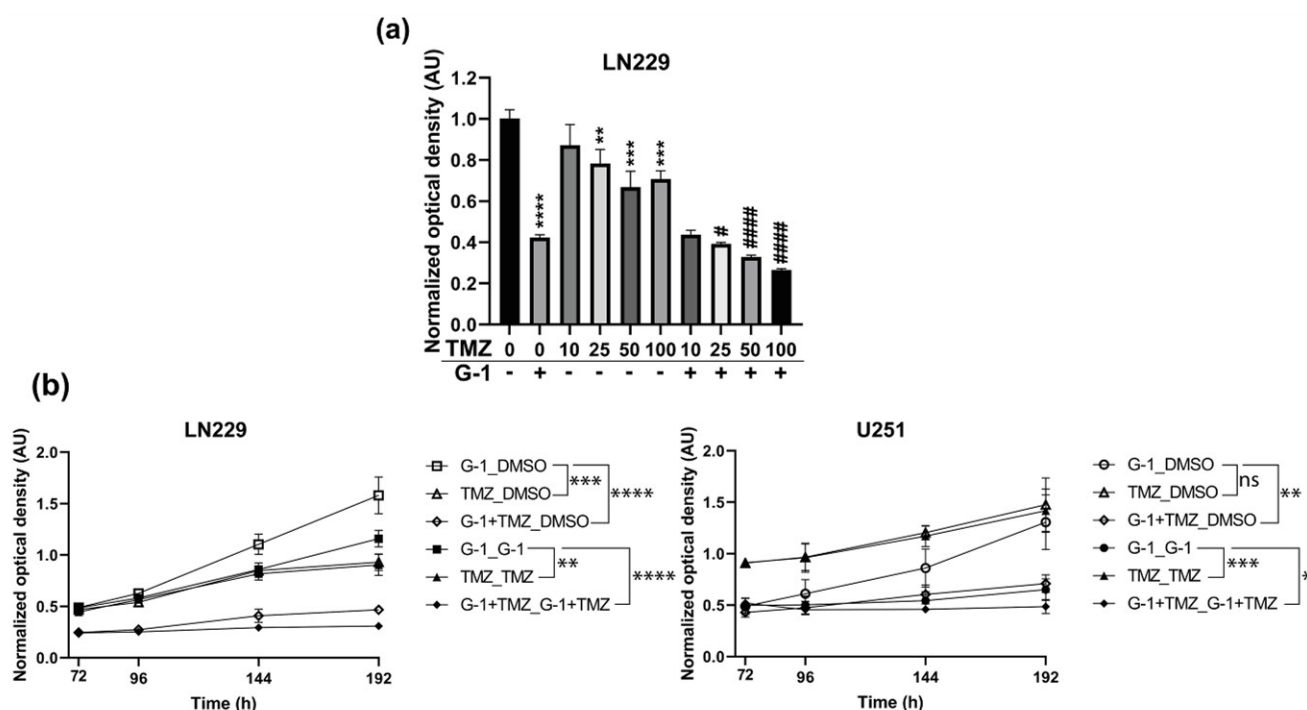 (a)
LN229
Normalized optical density (AU)
1.2
1.0
0.8
0.6
0.4
0.2
0.0
**** ** *** *** # #### ####
TMZ 0 0 10 25 50 100 10 25 50 100
G-1 - + - - - - + + + +
(b)
LN229
Normalized optical density (AU)
2.0
1.5
1.0
0.5
0.0
72 96 144 192
Time (h)
G-1_DMSO
TMZ_DMSO
G-1+TMZ_DMSO
G-1_G-1
TMZ_TMZ
G-1+TMZ_G-1+TMZ
*** ****
** ****
U251
Normalized optical density (AU)
2.0
1.5
1.0
0.5
0.0
72 96 144 192
Time (h)
G-1_DMSO
TMZ_DMSO
G-1+TMZ_DMSO
G-1_G-1
TMZ_TMZ
G-1+TMZ_G-1+TMZ
ns **
*** *